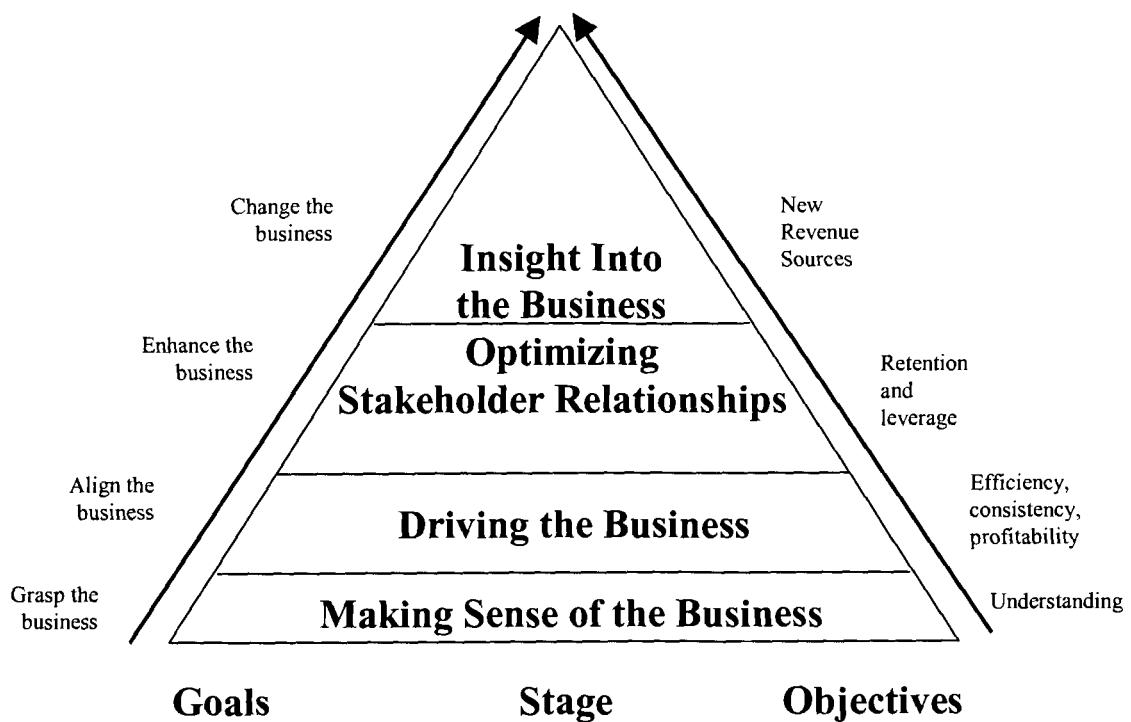 Change the
business
New
Revenue
Sources
Insight Into
the Business
Enhance the
business
Optimizing
Stakeholder Relationships
Retention
and
leverage
Align the
business
Driving the Business
Efficiency,
consistency,
profitability
Grasp the
business
Making Sense of the Business
Understanding
Goals
Stage
Objectives